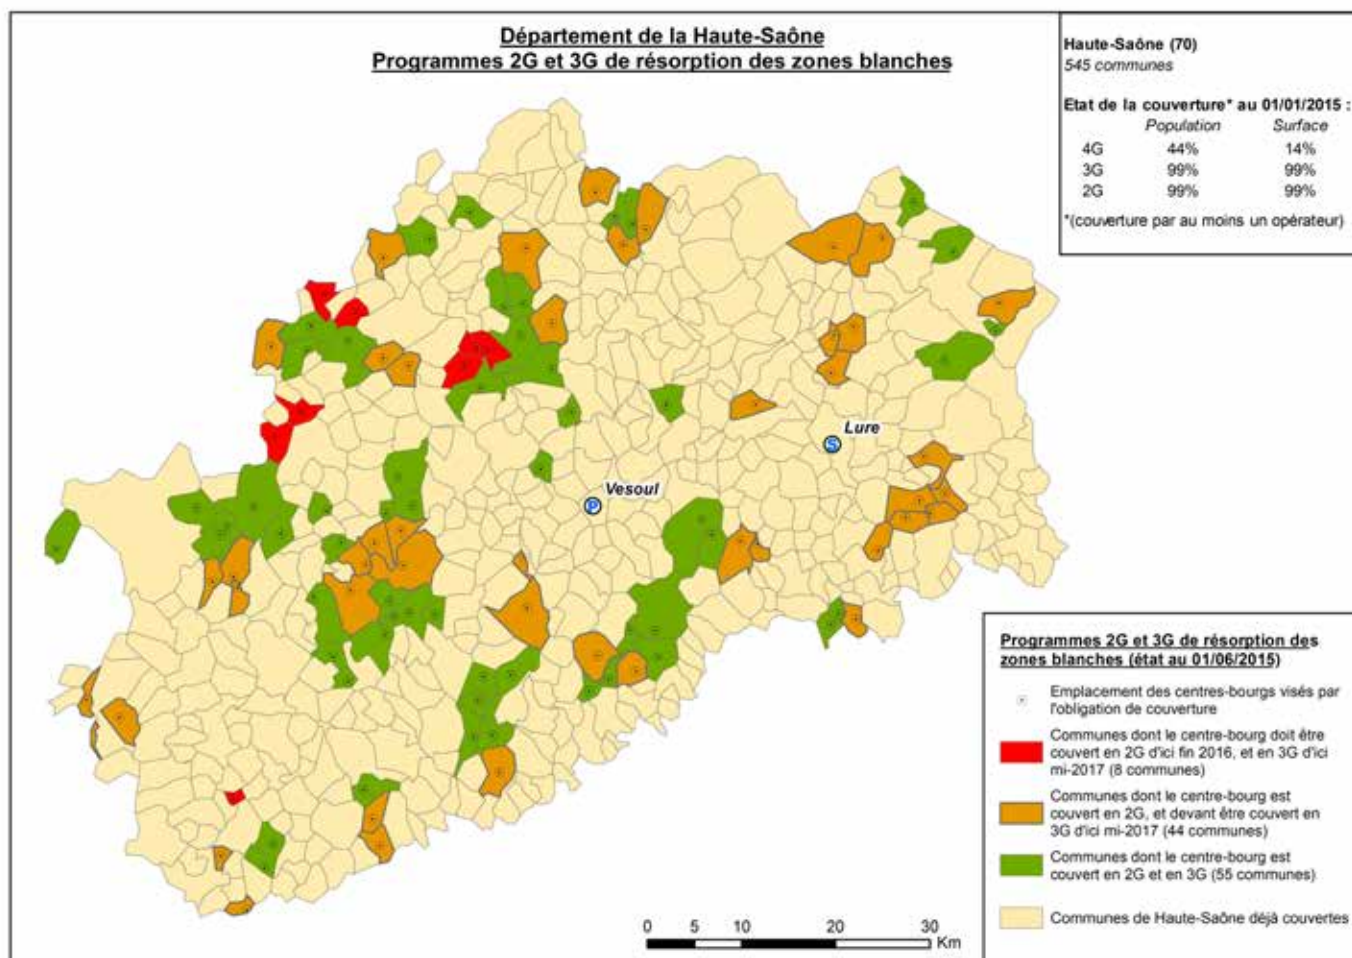 Département de la Haute-Saône
Programmes 2G et 3G de résorption des zones blanches
Haute-Saône (70)
545 communes
Etat de la couverture* au 01/01/2015 :
Population Surface
4G 44% 14%
3G 99% 99%
2G 99% 99%
*(couverture par au moins un opérateur)
Lure
S
Vesoul
P
Programmes 2G et 3G de résorption des
zones blanches (état au 01/06/2015)
Emplacement des centres-bourgs visés par
l'obligation de couverture
Communes dont le centre-bourg doit être
couvert en 2G d'ici fin 2016, et en 3G d'ici
mi-2017 (8 communes)
Communes dont le centre-bourg est
couvert en 2G, et devant être couvert en
3G d'ici mi-2017 (44 communes)
Communes dont le centre-bourg est
couvert en 2G et en 3G (55 communes)
Communes de Haute-Saône déjà couvertes
0 5 10 20 30
Km